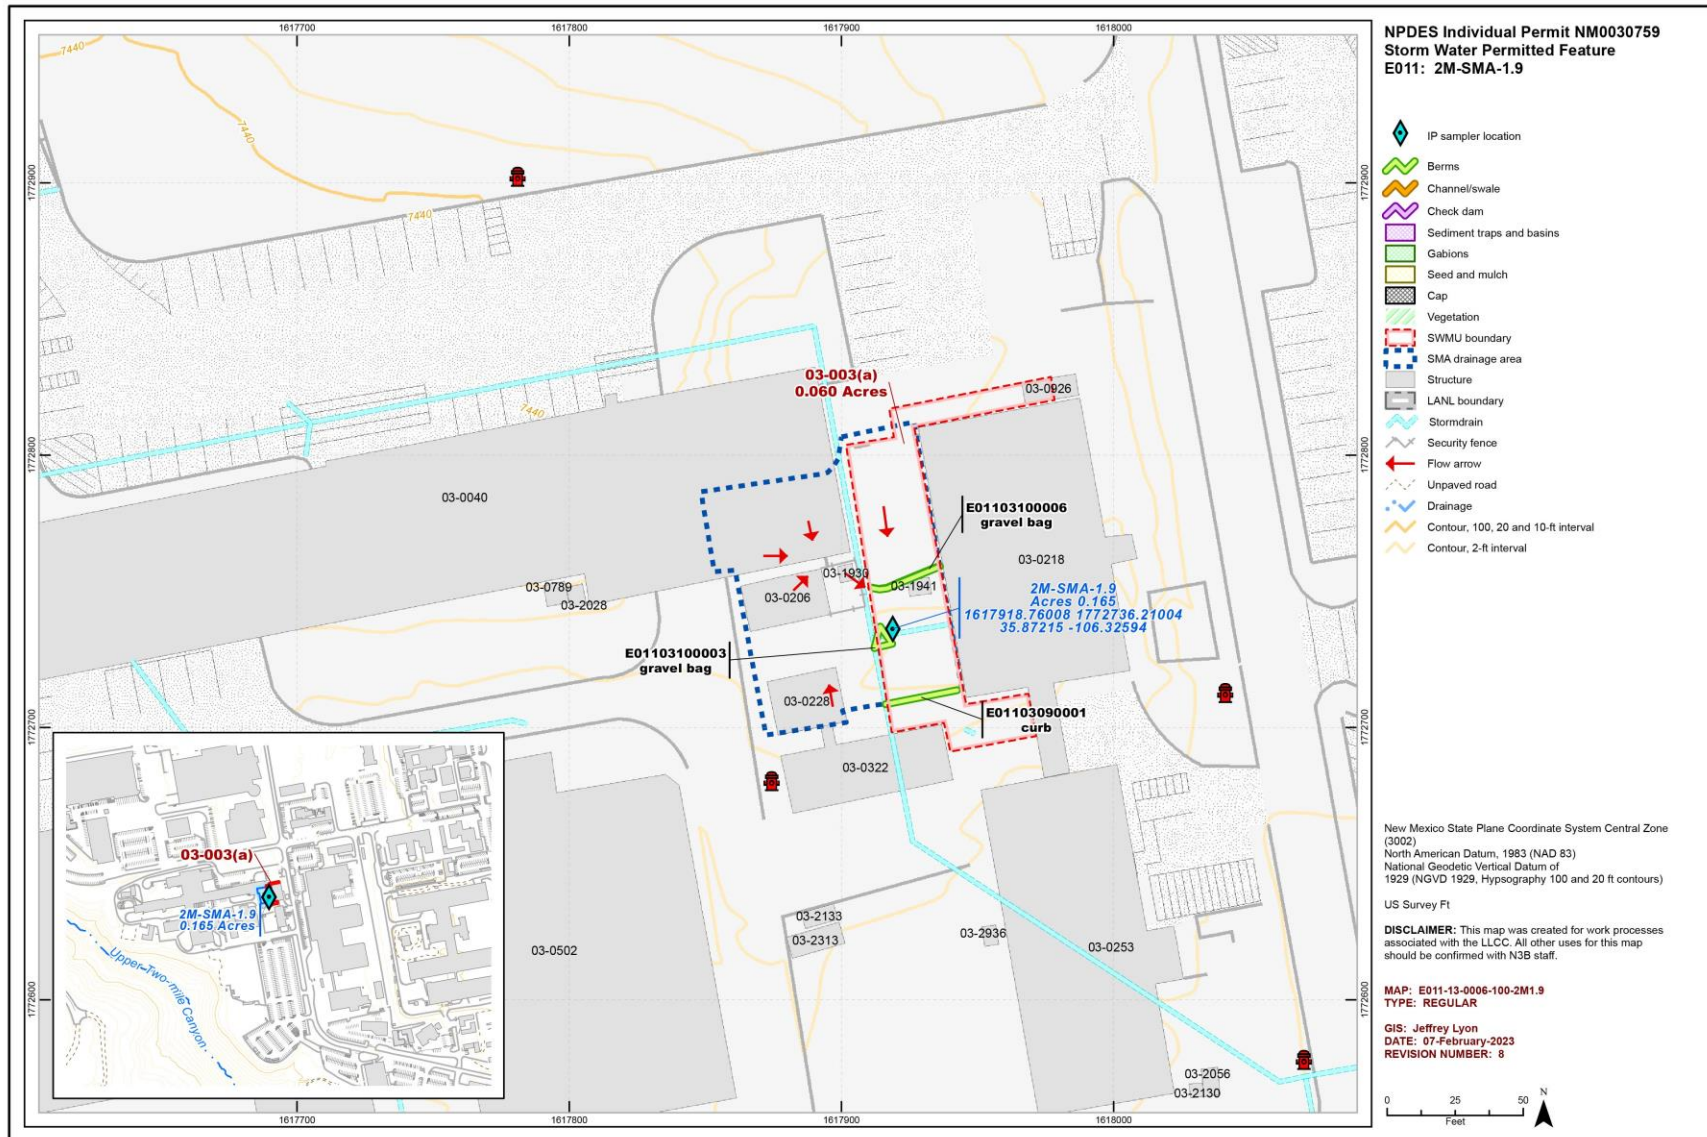 1617700
1617800
1617900
1618000
1772900
1772800
1772700
1772600
1772900
1772800
1772700
1772600
1617700
1617800
1617900
1618000
7440
7440
7440
7440
03-003(a)
0.060 Acres
03-0926
03-0040
E01103100006
gravel bag
03-0218
03-1930
03-1941
03-0789
03-2028
03-0206
2M-SMA-1.9
Acres 0.165
1617918.76008 1772736.21004
35.87215 -106.32594
E01103100003
gravel bag
03-0228
E01103090001
curb
03-0322
03-2133
03-2313
03-2936
03-0253
03-0502
03-2056
03-2130
03-003(a)
2M-SMA-1.9
0.165 Acres
Upper-Two-mile Canyon
NPDES Individual Permit NM0030759
Storm Water Permitted Feature
E011: 2M-SMA-1.9
IP sampler location
Berms
Channel/swale
Check dam
Sediment traps and basins
Gabions
Seed and mulch
Cap
Vegetation
SWMU boundary
SMA drainage area
Structure
LANL boundary
Stormdrain
Security fence
Flow arrow
Unpaved road
Drainage
Contour, 100, 20 and 10-ft interval
Contour, 2-ft interval
New Mexico State Plane Coordinate System Central Zone
(3002)
North American Datum, 1983 (NAD 83)
National Geodetic Vertical Datum of
1929 (NGVD 1929, Hypsography 100 and 20 ft contours)
US Survey Ft
DISCLAIMER: This map was created for work processes
associated with the LLCC. All other uses for this map
should be confirmed with N3B staff.
MAP: E011-13-0006-100-2M1.9
TYPE: REGULAR
GIS: Jeffrey Lyon
DATE: 07-February-2023
REVISION NUMBER: 8
0 25 50
Feet
N